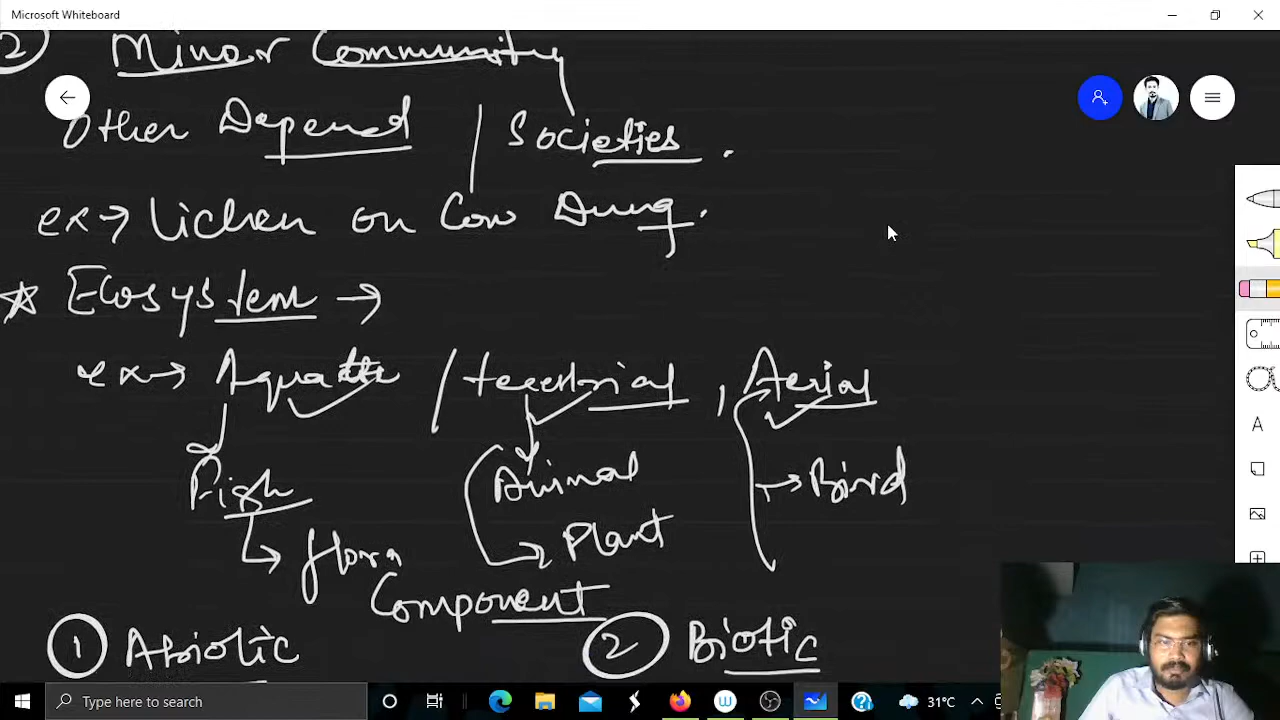 Microsoft Whiteboard
2 Minor Community
Other Depend / Societies.
ex → Lichen on Cow Dung.
☆ Ecosystem →
ex → Aquatic / terrestrial, Aerial
Fish Animal → Bird
→ flora → Plant
Component
1 Abiotic 2 Biotic
Type here to search
31°C